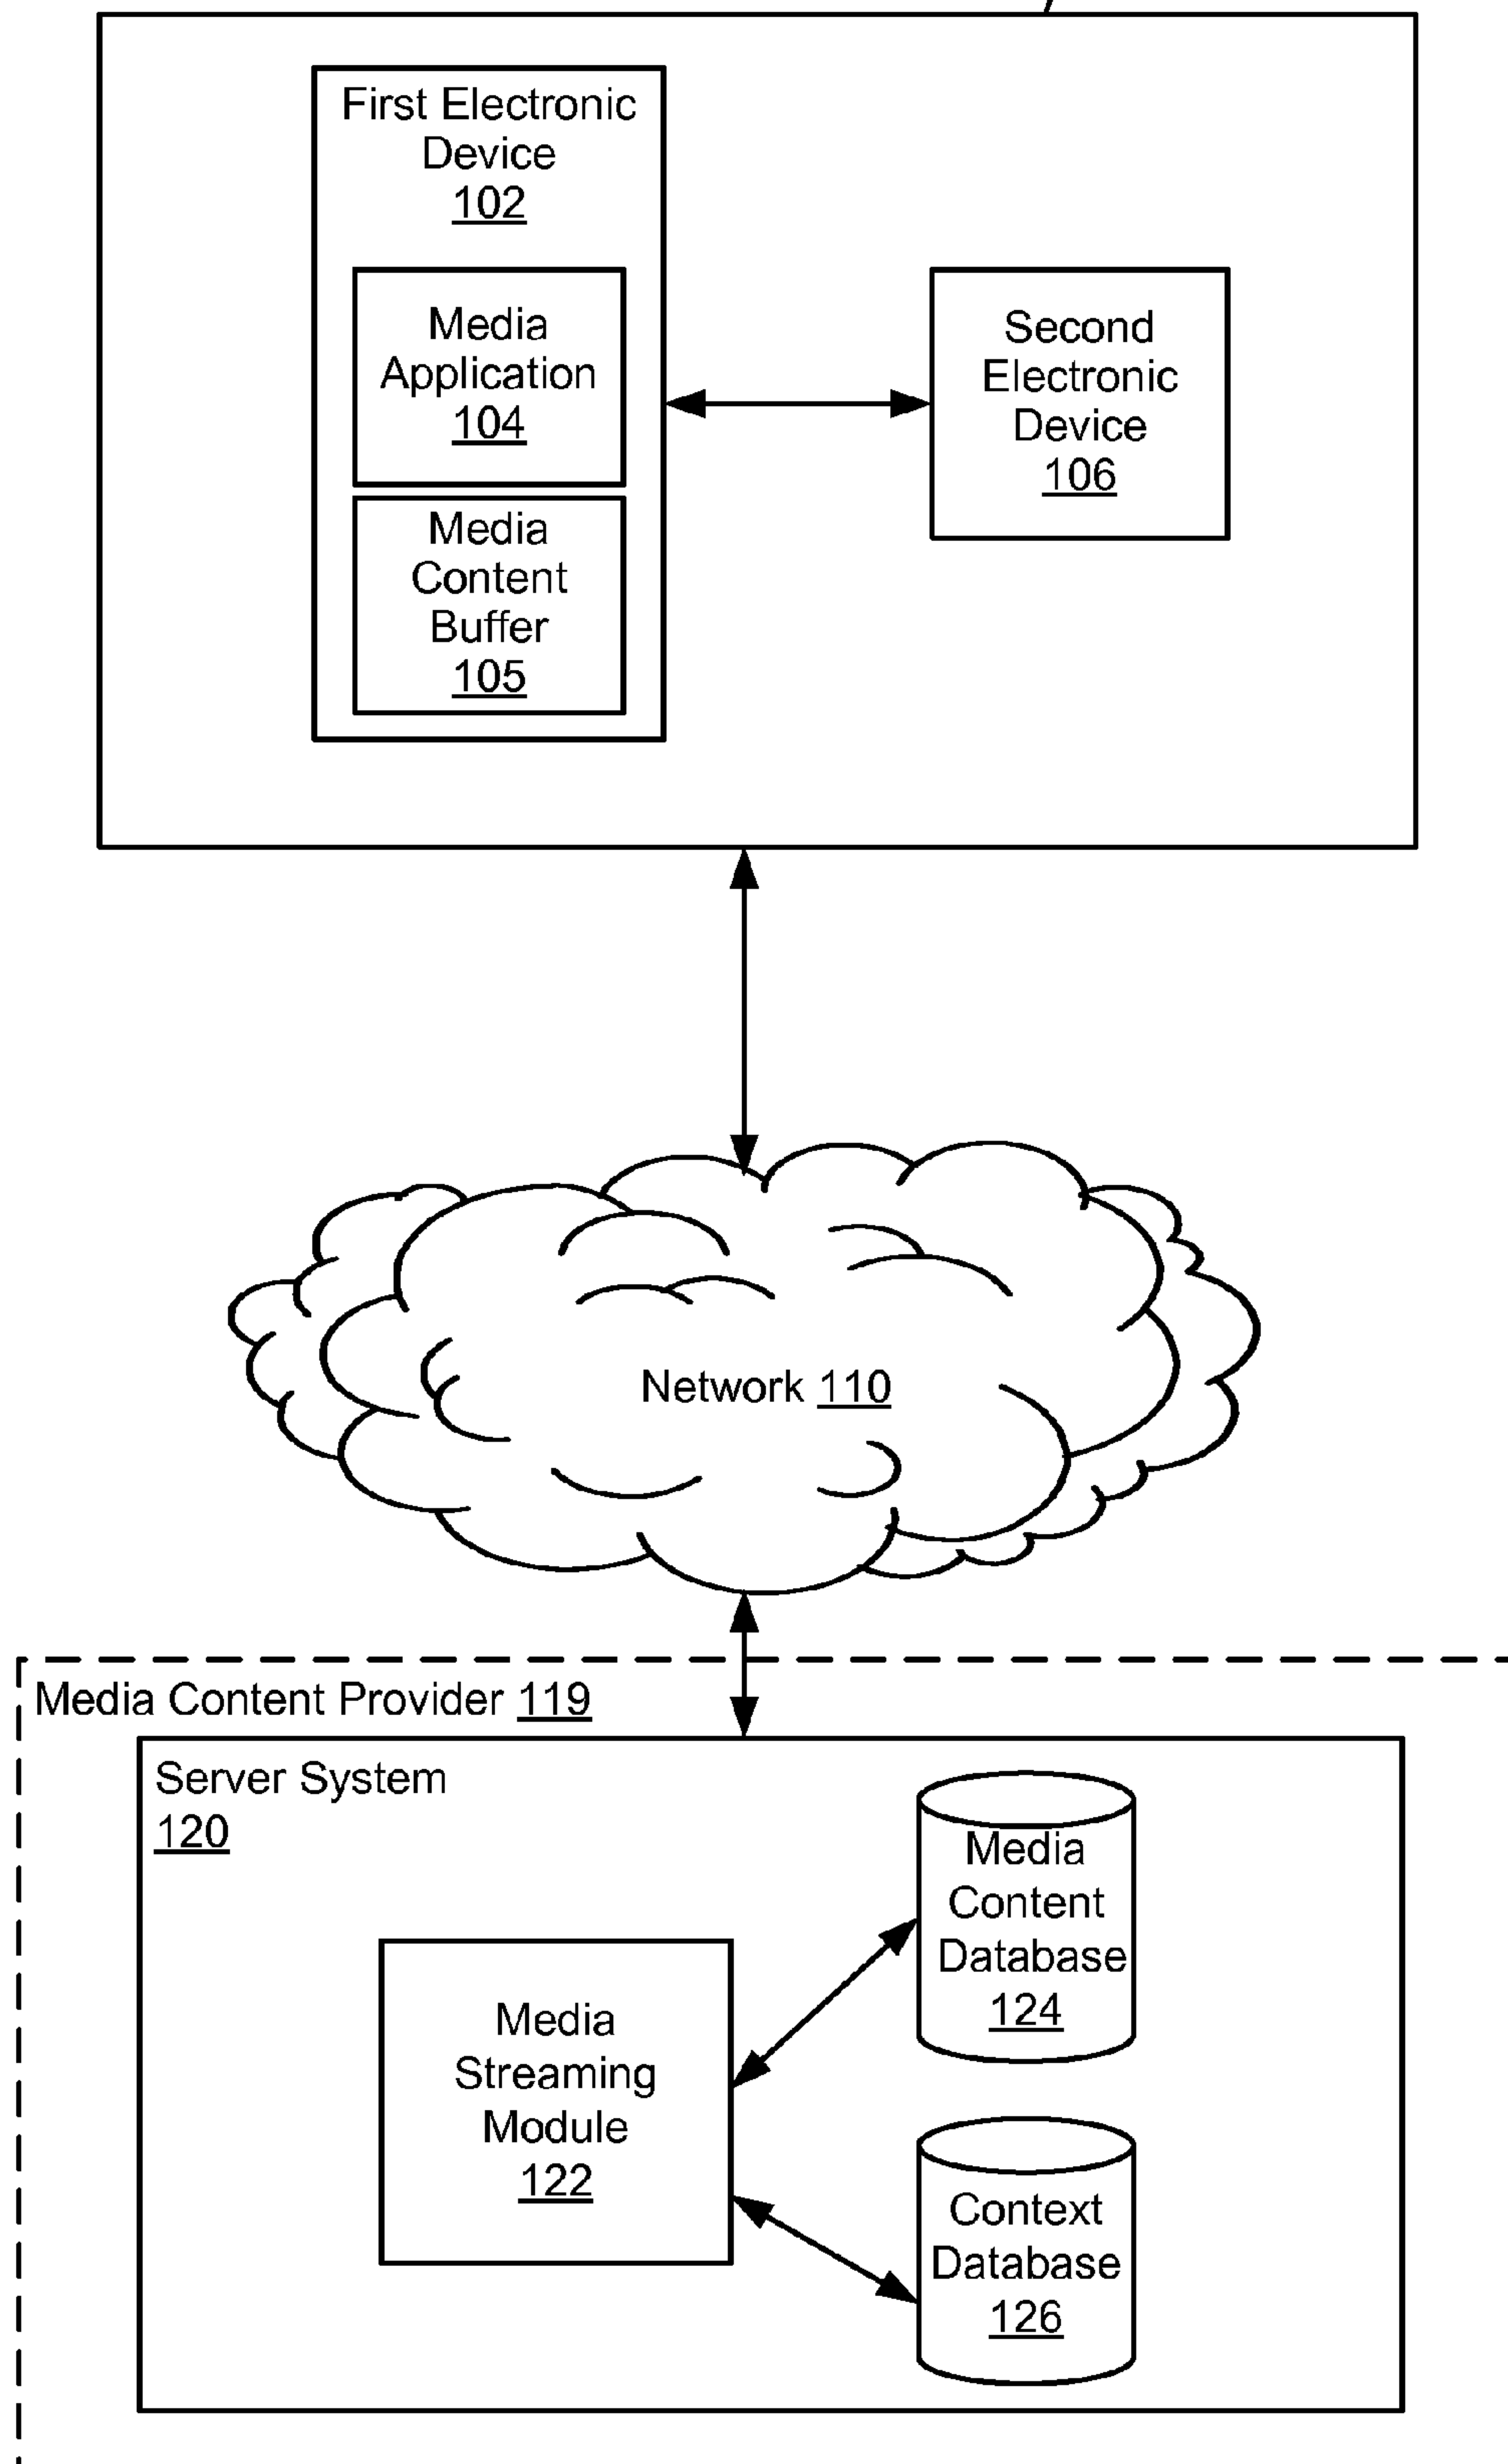 First Electronic
Device
102
Media
Application
104
Media
Content
Buffer
105
Second
Electronic
Device
106
Network 110
Media Content Provider 119
Server System
120
Media
Streaming
Module
122
Media
Content
Database
124
Context
Database
126